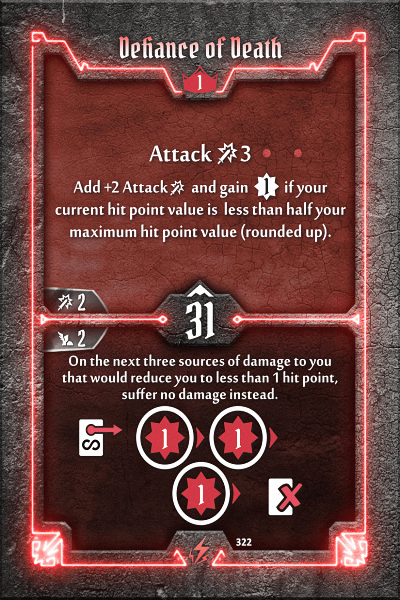 Defiance of Death
1
Attack 3
Add +2 Attack and gain 1 if your
current hit point value is less than half your
maximum hit point value (rounded up).
2
31
2
On the next three sources of damage to you
that would reduce you to less than 1 hit point,
suffer no damage instead.
S 1 1
1
322